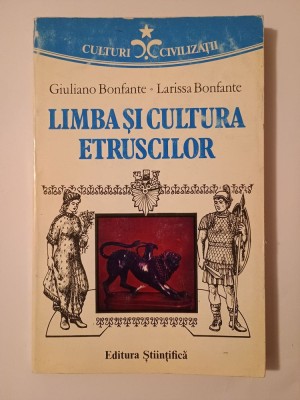 CULTURI CIVILIZAȚII
Giuliano Bonfante - Larissa Bonfante
LIMBA ȘI CULTURA
ETRUSCILOR
Editura Științifică